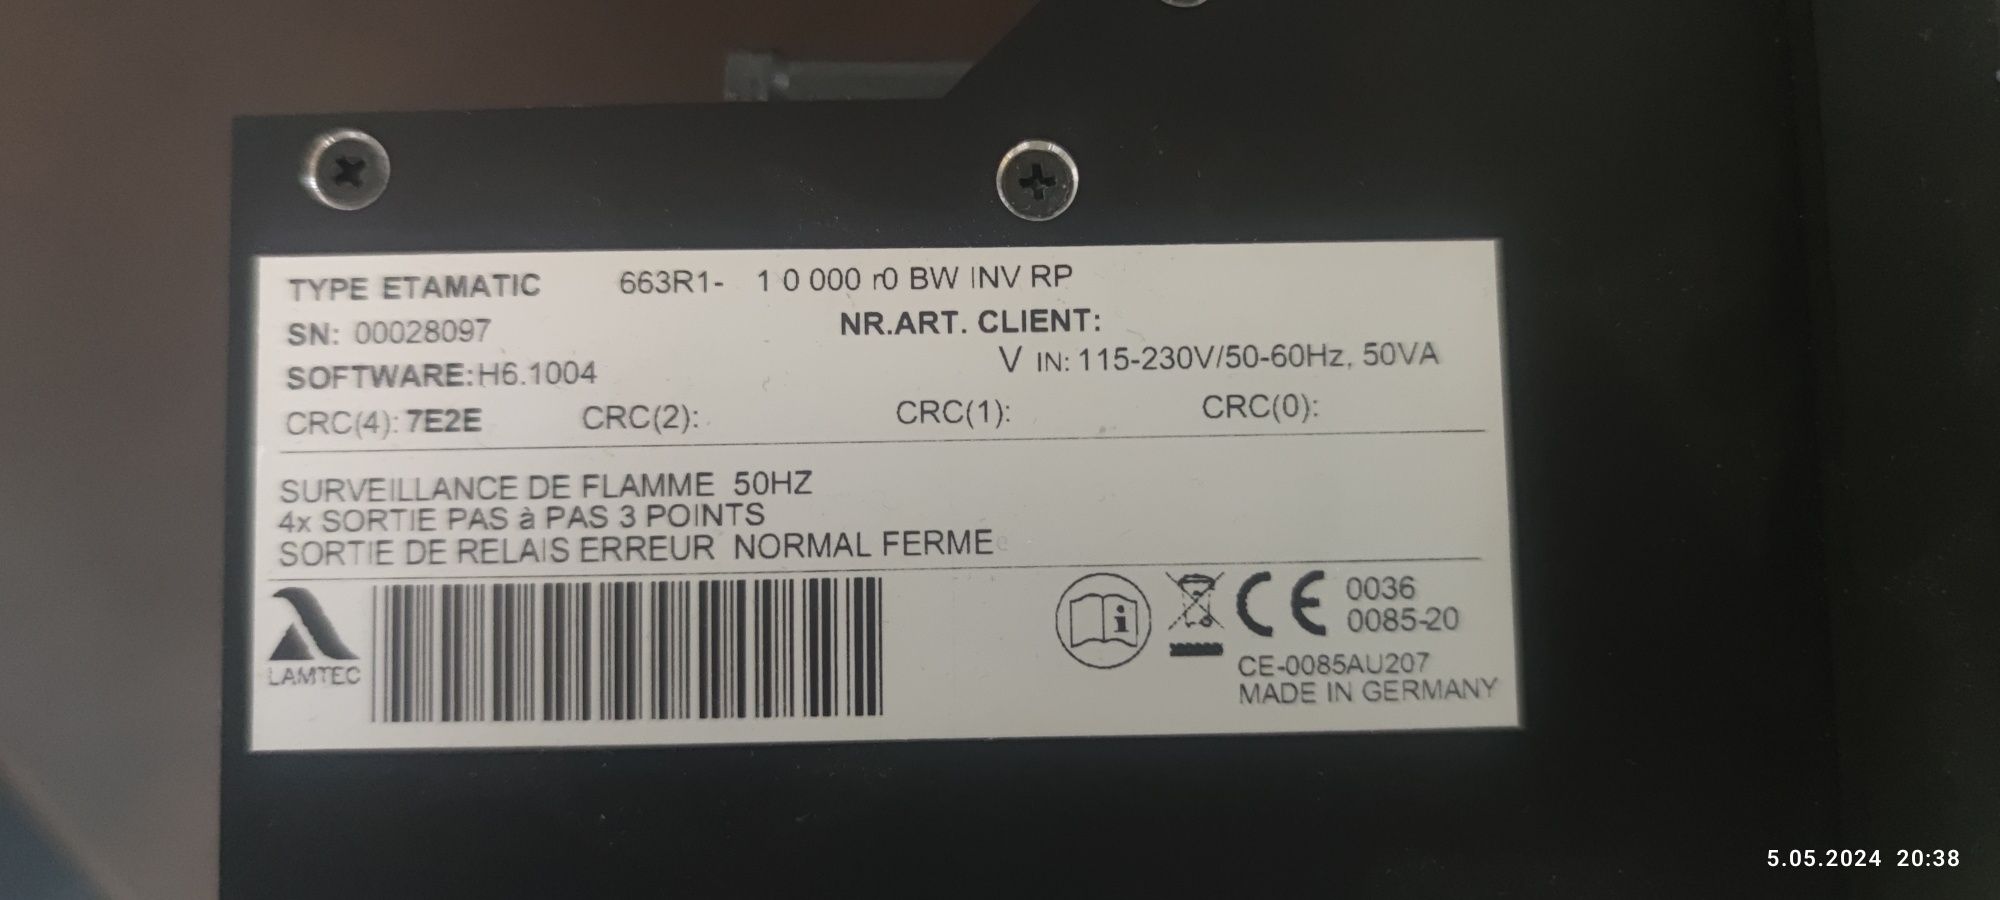 TYPE ETAMATIC 663R1- 1 0 000 r0 BW INV RP
SN: 00028097 NR.ART. CLIENT:
SOFTWARE:H6.1004 V IN: 115-230V/50-60Hz, 50VA
CRC(4): 7E2E CRC(2): CRC(1): CRC(0):
SURVEILLANCE DE FLAMME 50HZ
4x SORTIE PAS à PAS 3 POINTS
SORTIE DE RELAIS ERREUR NORMAL FERME
LAMTEC
i
CE 0036
0085-20
CE-0085AU207
MADE IN GERMANY
5.05.2024 20:38